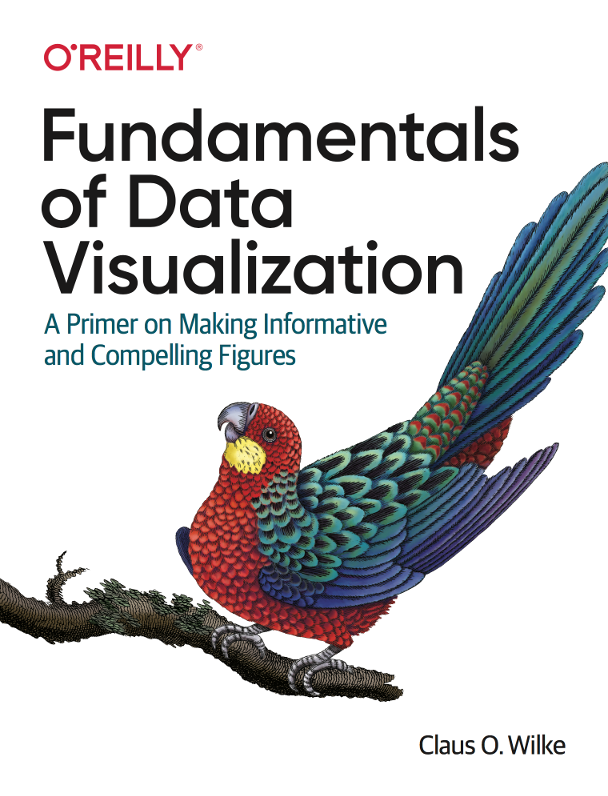 O'REILLY®
Fundamentals
of Data
Visualization
A Primer on Making Informative
and Compelling Figures
Claus O. Wilke